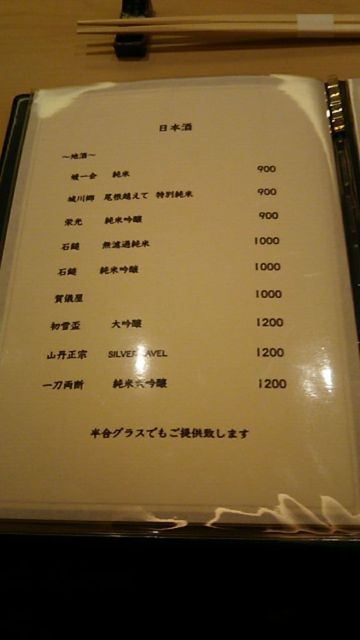 日本酒
～地酒～
媛一会 純米 900
城川郷 尾根越えて 特別純米 900
栄光 純米吟醸 900
石鎚 無濾過純米 1000
石鎚 純米吟醸 1000
賀儀屋 1000
初雪盃 大吟醸 1200
山丹正宗 SILVER LAVEL 1200
一刀両断 純米大吟醸 1200
半合グラスでもご提供致します